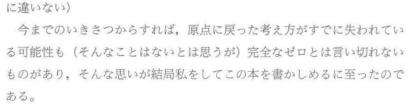 に違いない)
今までのいきさつからすれば，原点に戻った考え方がすでに失われてい
る可能性も（そんなことはないとは思うが）完全なゼロとは言い切れない
ものがあり，そんな思いが結局私をしてこの本を書かしめるに至ったので
ある。